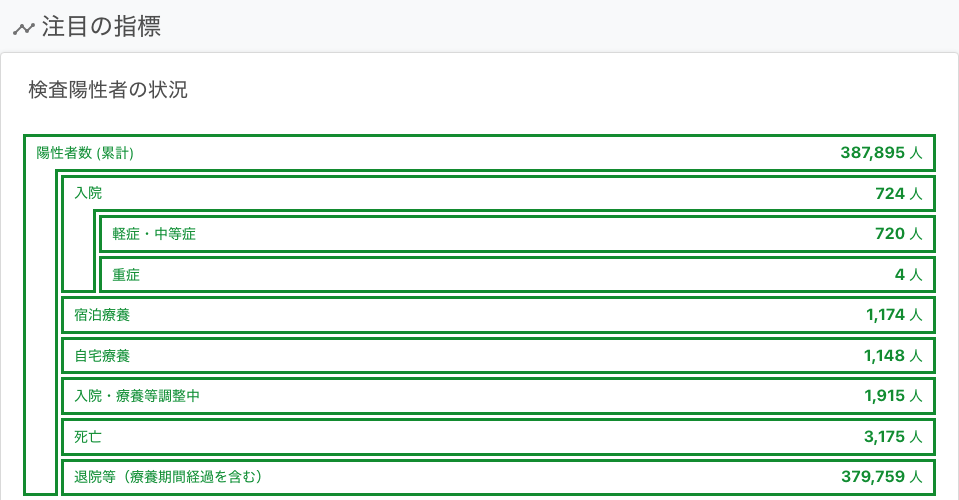 注目の指標
検査陽性者の状況
陽性者数 (累計) 387,895 人
入院 724 人
軽症・中等症 720 人
重症 4 人
宿泊療養 1,174 人
自宅療養 1,148 人
入院・療養等調整中 1,915 人
死亡 3,175 人
退院等（療養期間経過を含む） 379,759 人